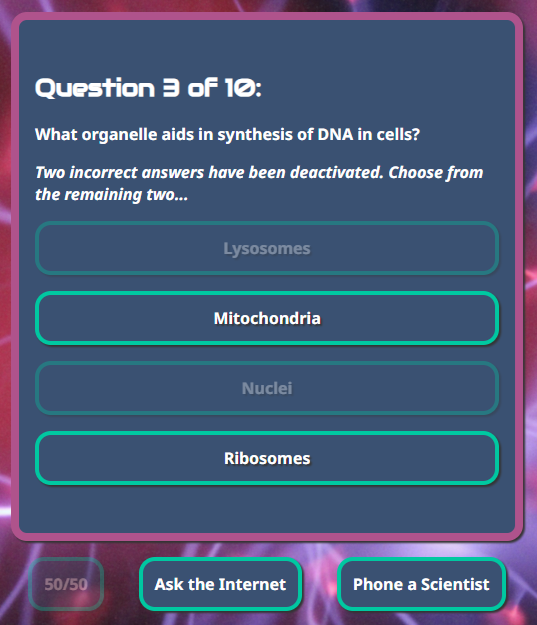 Question 3 of 10:
What organelle aids in synthesis of DNA in cells?
Two incorrect answers have been deactivated. Choose from
the remaining two...
Lysosomes
Mitochondria
Nuclei
Ribosomes
50/50
Ask the Internet
Phone a Scientist